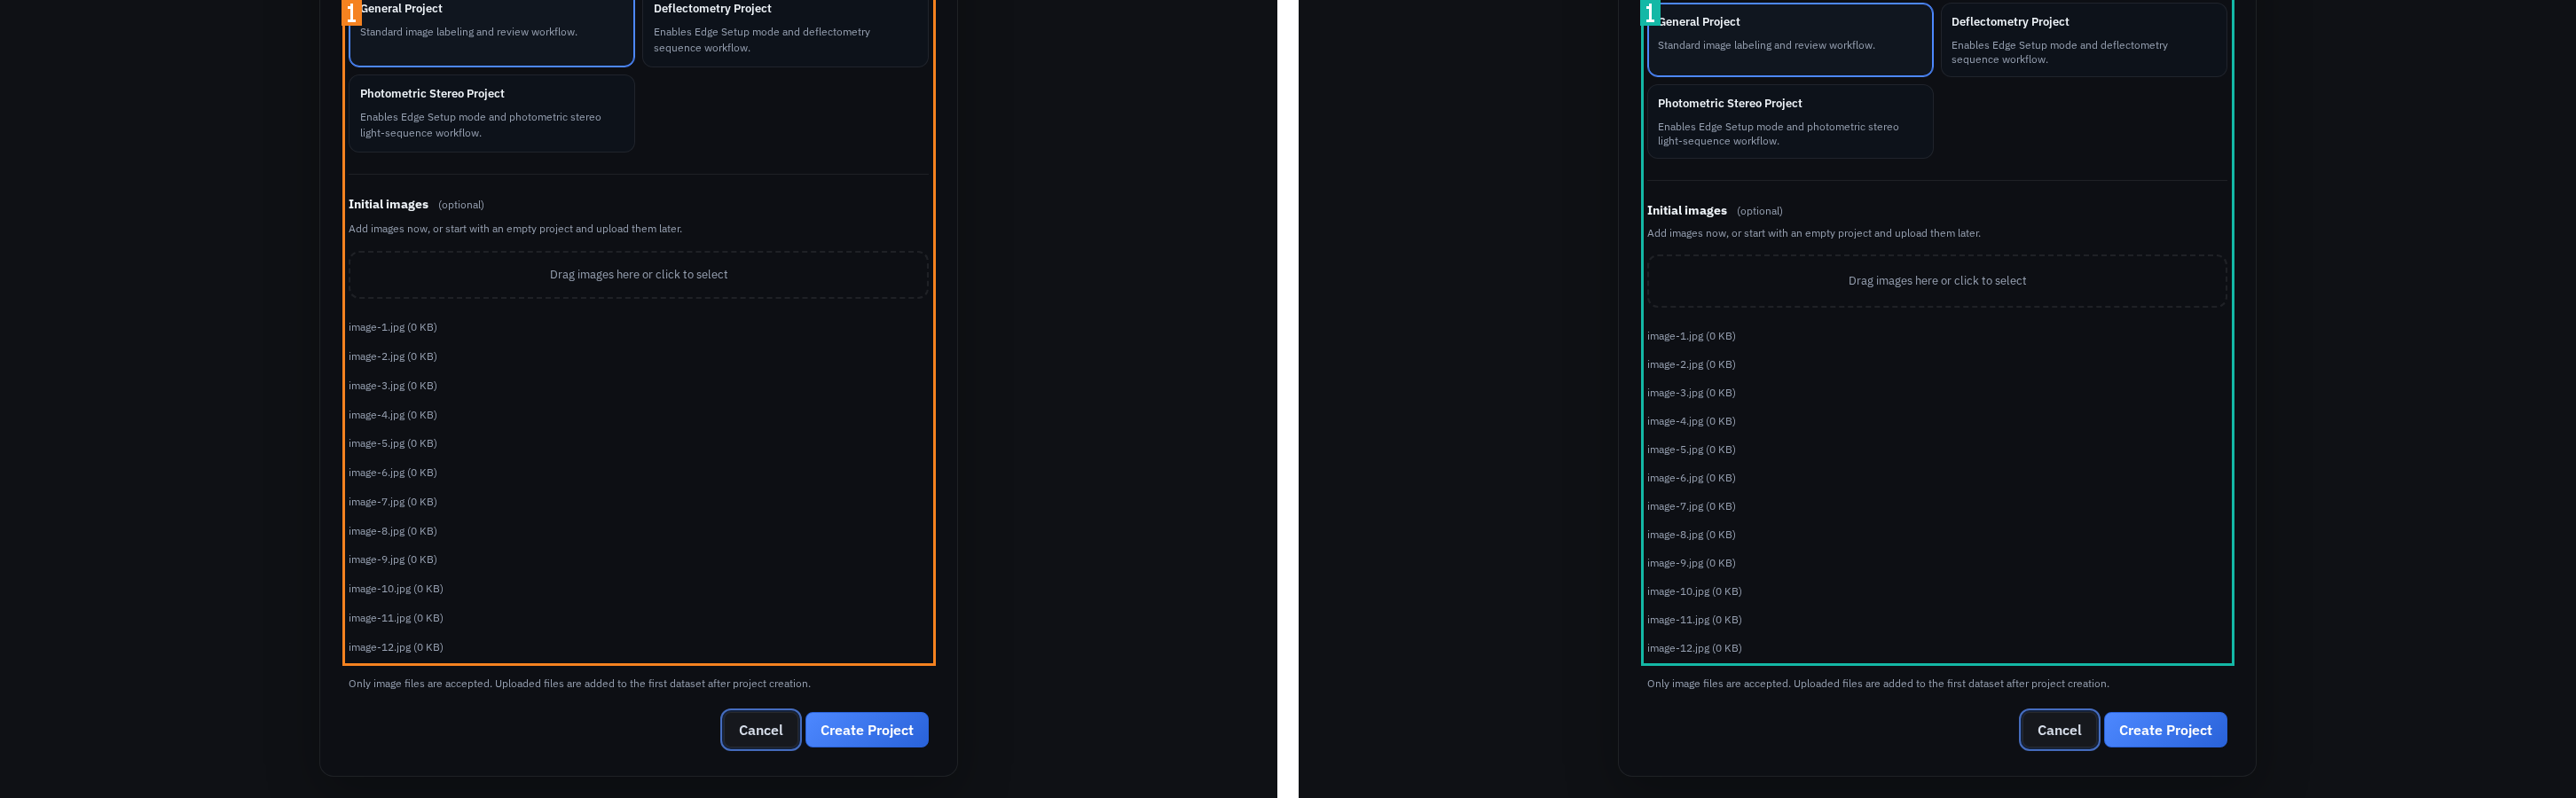 1
General Project
Standard image labeling and review workflow.
Deflectometry Project
Enables Edge Setup mode and deflectometry
sequence workflow.
Photometric Stereo Project
Enables Edge Setup mode and photometric stereo
light-sequence workflow.
Initial images (optional)
Add images now, or start with an empty project and upload them later.
Drag images here or click to select
image-1.jpg (0 KB)
image-2.jpg (0 KB)
image-3.jpg (0 KB)
image-4.jpg (0 KB)
image-5.jpg (0 KB)
image-6.jpg (0 KB)
image-7.jpg (0 KB)
image-8.jpg (0 KB)
image-9.jpg (0 KB)
image-10.jpg (0 KB)
image-11.jpg (0 KB)
image-12.jpg (0 KB)
Only image files are accepted. Uploaded files are added to the first dataset after project creation.
Cancel
Create Project
1
General Project
Standard image labeling and review workflow.
Deflectometry Project
Enables Edge Setup mode and deflectometry
sequence workflow.
Photometric Stereo Project
Enables Edge Setup mode and photometric stereo
light-sequence workflow.
Initial images (optional)
Add images now, or start with an empty project and upload them later.
Drag images here or click to select
image-1.jpg (0 KB)
image-2.jpg (0 KB)
image-3.jpg (0 KB)
image-4.jpg (0 KB)
image-5.jpg (0 KB)
image-6.jpg (0 KB)
image-7.jpg (0 KB)
image-8.jpg (0 KB)
image-9.jpg (0 KB)
image-10.jpg (0 KB)
image-11.jpg (0 KB)
image-12.jpg (0 KB)
Only image files are accepted. Uploaded files are added to the first dataset after project creation.
Cancel
Create Project